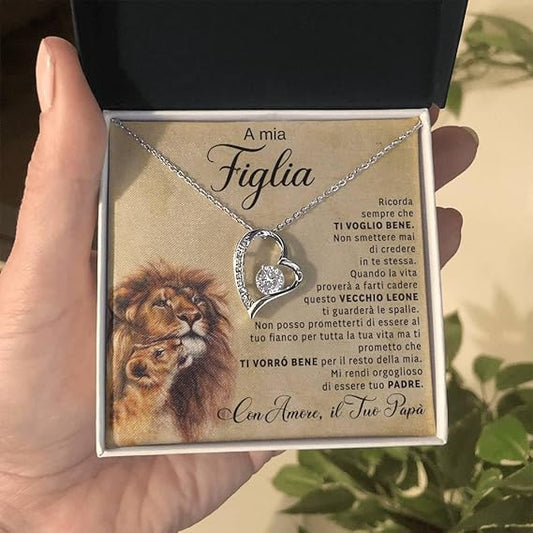 A mia
Figlia
Ricorda
sempre che
TI VOGLIO BENE.
Non smettere mai
di credere
in te stessa.
Quando la vita
proverà a farti cadere
questo VECCHIO LEONE
ti guarderà le spalle.
Non posso prometterti di essere al
tuo fianco per tutta la tua vita ma ti
prometto che
TI VORRÓ BENE per il resto della mia.
Mi rendi orgoglioso
di essere tuo PADRE.
Con Amore, il Tuo Papà